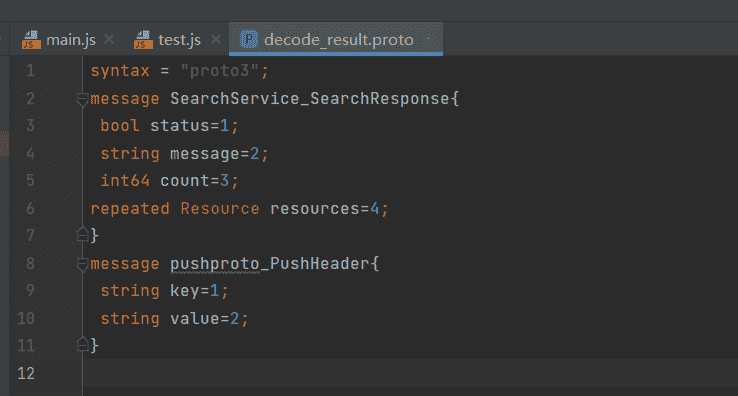 main.js test.js decode_result.proto
1 syntax = "proto3";
2 message SearchService_SearchResponse{
3 bool status=1;
4 string message=2;
5 int64 count=3;
6 repeated Resource resources=4;
7 }
8 message pushproto_PushHeader{
9 string key=1;
10 string value=2;
11 }
12